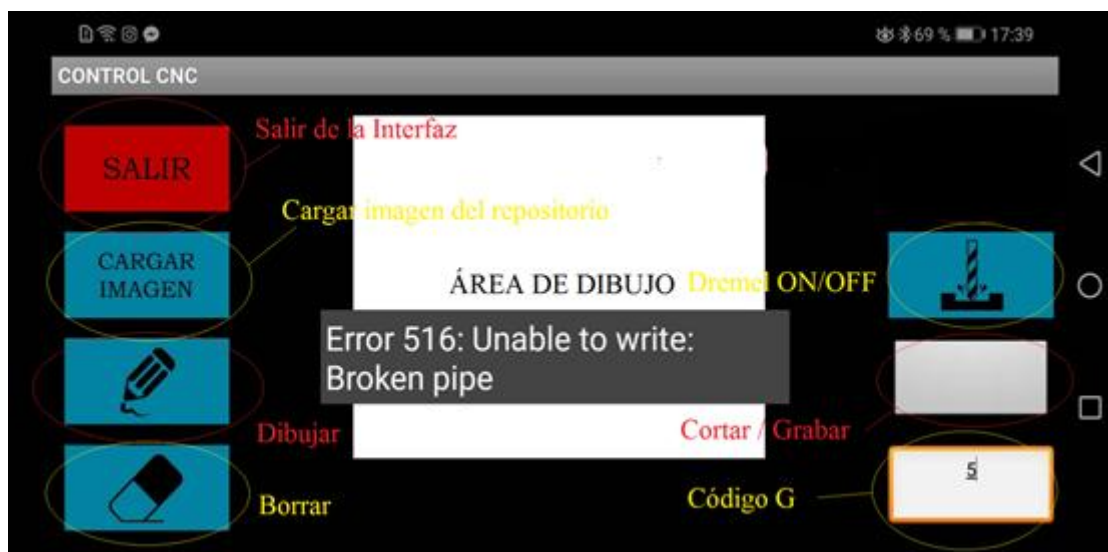 69 % 17:39
CONTROL CNC
SALIR
Salir de la Interfaz
CARGAR
IMAGEN
Cargar imagen del repositorio
ÁREA DE DIBUJO
Dremel ON/OFF
Error 516: Unable to write:
Broken pipe
Dibujar
Cortar / Grabar
Borrar
Código G
5